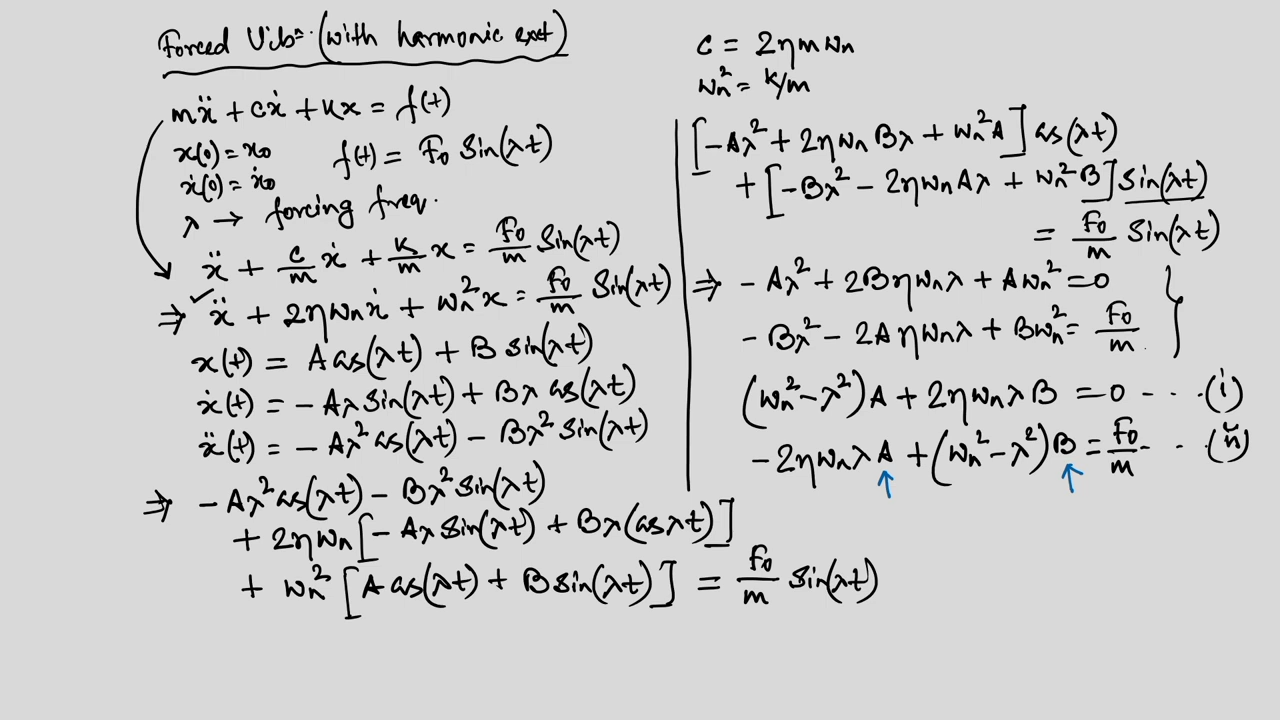 Forced Vibⁿ. (with harmonic exct)
mẍ + cẋ + kx = f(t)
x(0) = x₀
f(t) = F₀ Sin(λt)
ẋ(0) = ẋ₀
λ → forcing freq.
ẍ + c/m ẋ + k/m x = F₀/m Sin(λt)
⇒ ✓ẍ + 2ηωₙẋ + ωₙ²x = F₀/m Sin(λt)
x(t) = A cos(λt) + B sin(λt)
ẋ(t) = -Aλ Sin(λt) + Bλ cos(λt)
ẍ(t) = -Aλ² cos(λt) - Bλ² Sin(λt)
⇒ -Aλ² cos(λt) - Bλ² Sin(λt)
+ 2ηωₙ[-Aλ Sin(λt) + Bλ(cosλt)]
+ ωₙ²[A cos(λt) + B sin(λt)] = F₀/m Sin(λt)
c = 2ηmωₙ
ωₙ² = k/m
[-Aλ² + 2ηωₙBλ + ωₙ²A] cos(λt)
+ [-Bλ² - 2ηωₙAλ + ωₙ²B] Sin(λt)
= F₀/m Sin(λt)
⇒ -Aλ² + 2Bηωₙλ + Aωₙ² = 0
-Bλ² - 2Aηωₙλ + Bωₙ² = F₀/m }
(ωₙ² - λ²)A + 2ηωₙλB = 0 - - · (i)
-2ηωₙλA + (ωₙ² - λ²)B = F₀/m - · · (ii)